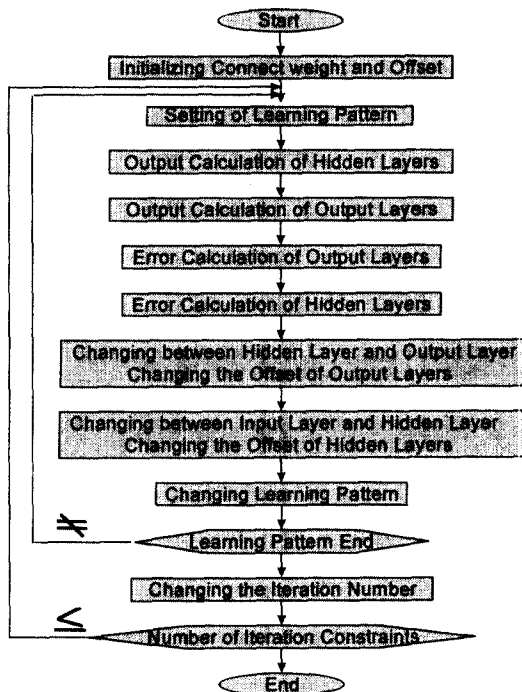 Start
Initializing Connect weight and Offset
Setting of Learning Pattern
Output Calculation of Hidden Layers
Output Calculation of Output Layers
Error Calculation of Output Layers
Error Calculation of Hidden Layers
Changing between Hidden Layer and Output Layer
Changing the Offset of Output Layers
Changing between Input Layer and Hidden Layer
Changing the Offset of Hidden Layers
Changing Learning Pattern
Learning Pattern End
Changing the Iteration Number
≤
Number of Iteration Constraints
End